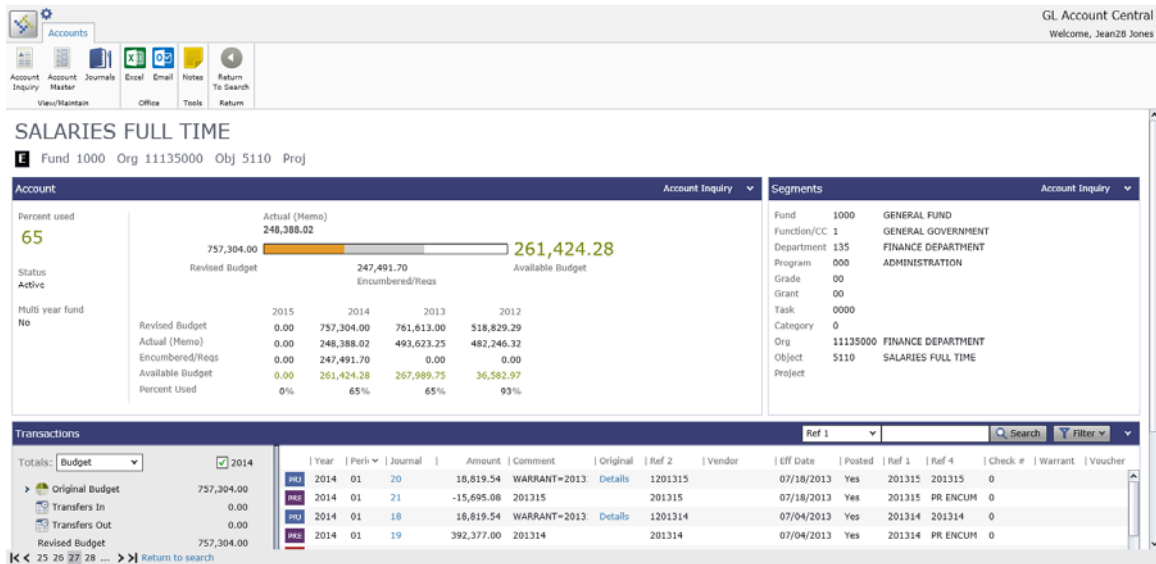 GL Account Central
Accounts
Welcome, Jean28 Jones
Account Inquiry Account Master Journals Excel Email Notes Return To Search
View/Maintain Office Tools Return
SALARIES FULL TIME
E Fund 1000 Org 11135000 Obj 5110 Proj
Account Account Inquiry
Percent used
65
Status
Active
Multi year fund
No
Actual (Memo)
248,388.02
757,304.00 261,424.28
Revised Budget 247,491.70 Available Budget
Encumbered/Reqs
2015 2014 2013 2012
Revised Budget 0.00 757,304.00 761,613.00 518,829.29
Actual (Memo) 0.00 248,388.02 493,623.25 482,246.32
Encumbered/Reqs 0.00 247,491.70 0.00 0.00
Available Budget 0.00 261,424.28 267,989.75 36,582.97
Percent Used 0% 65% 65% 93%
Segments Account Inquiry
Fund 1000 GENERAL FUND
Function/CC 1 GENERAL GOVERNMENT
Department 135 FINANCE DEPARTMENT
Program 000 ADMINISTRATION
Grade 00
Grant 00
Task 0000
Category 0
Org 11135000 FINANCE DEPARTMENT
Object 5110 SALARIES FULL TIME
Project
Transactions Ref 1 Search Filter
Totals: Budget 2014
Original Budget 757,304.00
Transfers In 0.00
Transfers Out 0.00
Revised Budget 757,304.00
Year Peri Journal Amount Comment Original Ref 2 Vendor Eff Date Posted Ref 1 Ref 4 Check # Warrant Voucher
PRJ 2014 01 20 18,819.54 WARRANT=2013 Details 1201315 07/18/2013 Yes 201315 201315 0
PRE 2014 01 21 -15,695.08 201315 201315 07/18/2013 Yes 201315 PR ENCUM 0
PRJ 2014 01 18 18,819.54 WARRANT=2013 Details 1201314 07/04/2013 Yes 201314 201314 0
PRE 2014 01 19 392,377.00 201314 201314 07/04/2013 Yes 201314 PR ENCUM 0
25 26 27 28 ... Return to search